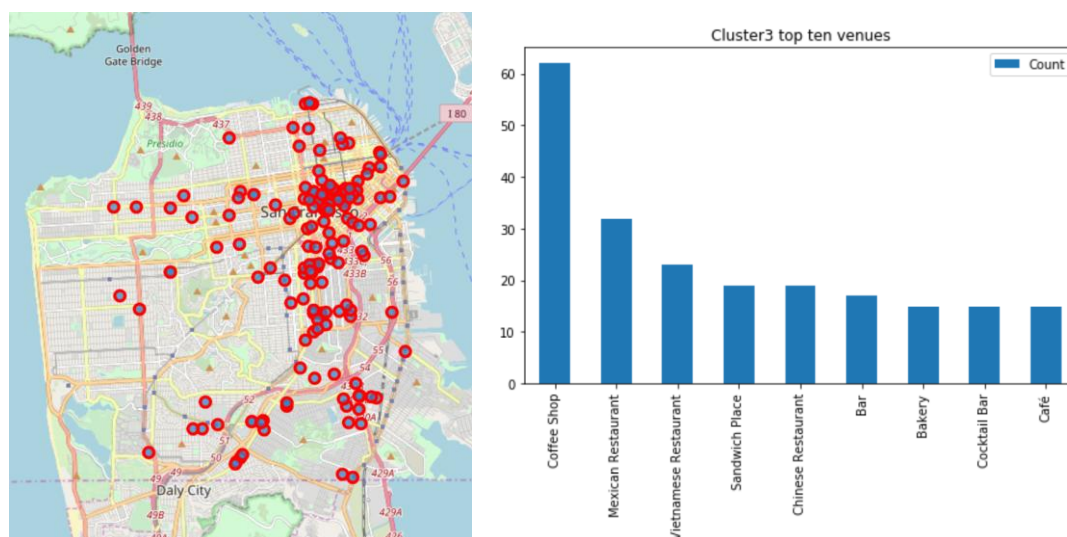 Golden
Gate Bridge
439
438
437
Presidio
I 80
San Francisco
433B
56
56
55
54
52
51
50
49
49
49B
Daly City
429A
429A
Cluster3 top ten venues
Count
60
50
40
30
20
10
0
Coffee Shop
Mexican Restaurant
Vietnamese Restaurant
Sandwich Place
Chinese Restaurant
Bar
Bakery
Cocktail Bar
Café